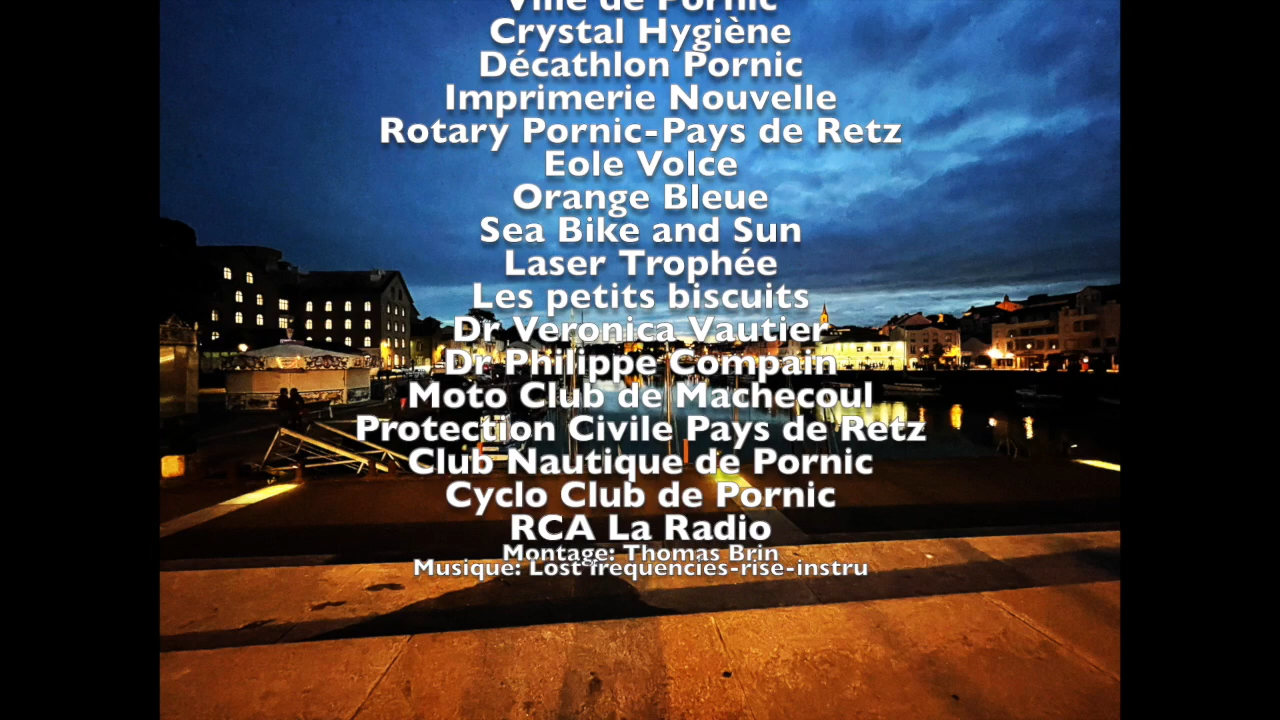 Ville de Pornic
Crystal Hygiène
Décathlon Pornic
Imprimerie Nouvelle
Rotary Pornic-Pays de Retz
Eole Volce
Orange Bleue
Sea Bike and Sun
Laser Trophée
Les petits biscuits
Dr Veronica Vautier
Dr Philippe Compain
Moto Club de Machecoul
Protection Civile Pays de Retz
Club Nautique de Pornic
Cyclo Club de Pornic
RCA La Radio
Montage: Thomas Brin
Musique: Lost frequencies-rise-instru